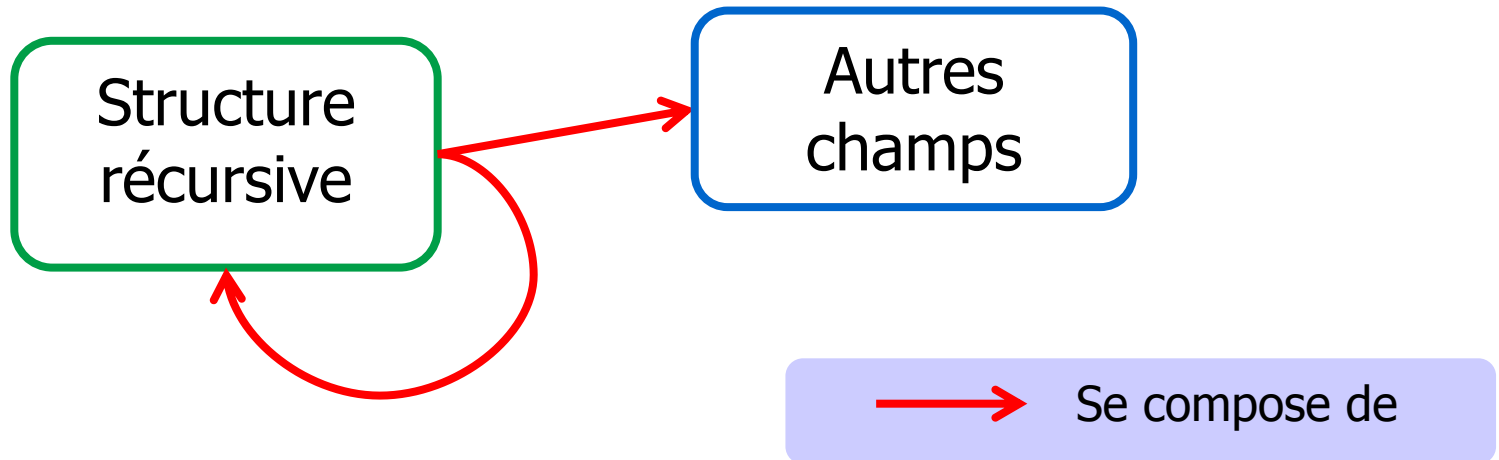 Structure
récursive
Autres
champs
Se compose de